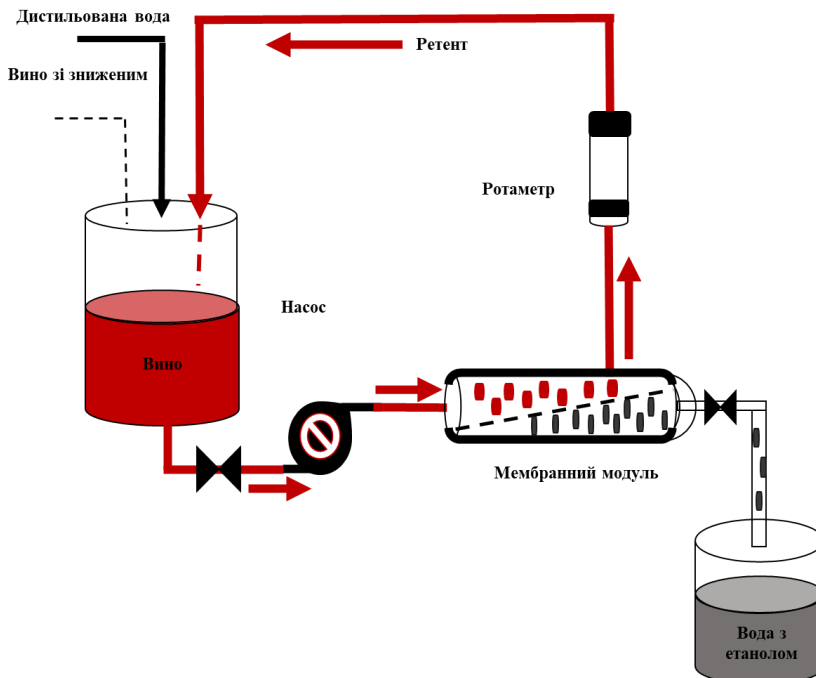 Дистильована вода
Вино зі зниженим
Ретент
Ротаметр
Насос
Вино
Мембранний модуль
Вода з
етанолом